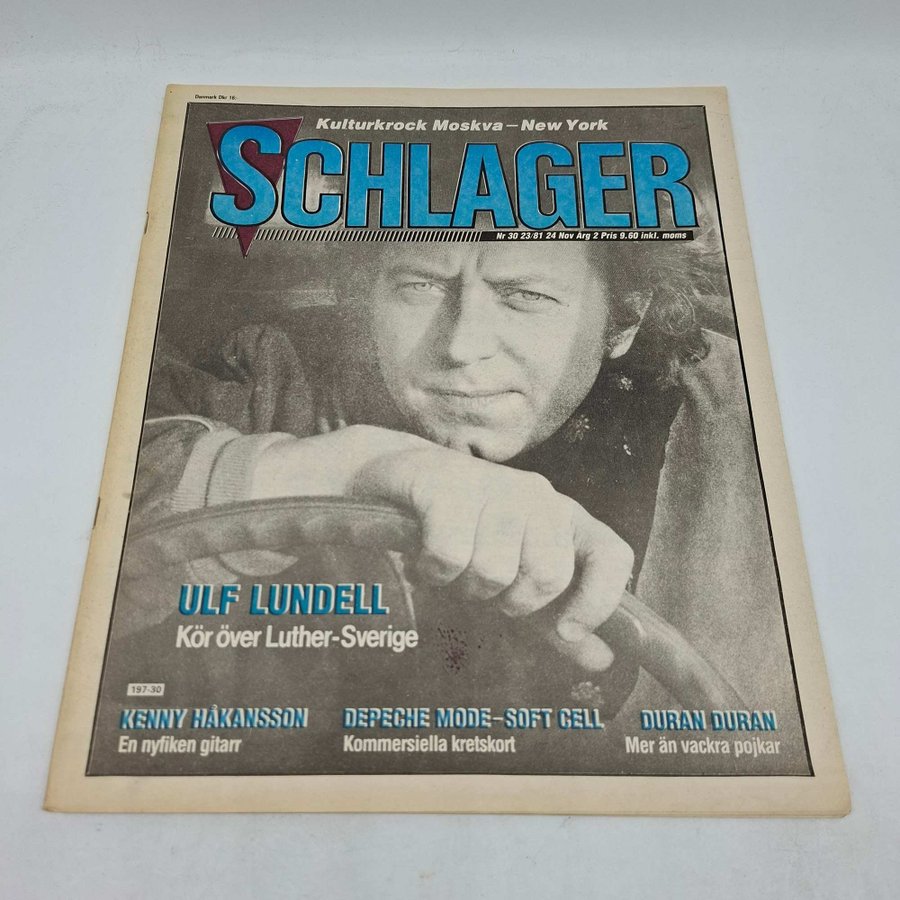 Danmark Dkr 16:-
Kulturkrock Moskva–New York
SCHLAGER
Nr 30 23/81 24 Nov Arg 2 Pris 9.60 inkl. moms
ULF LUNDELL
Kör över Luther-Sverige
197-30
KENNY HÅKANSSON
En nyfiken gitarr
DEPECHE MODE–SOFT CELL
Kommersiella kretskort
DURAN DURAN
Mer än vackra pojkar